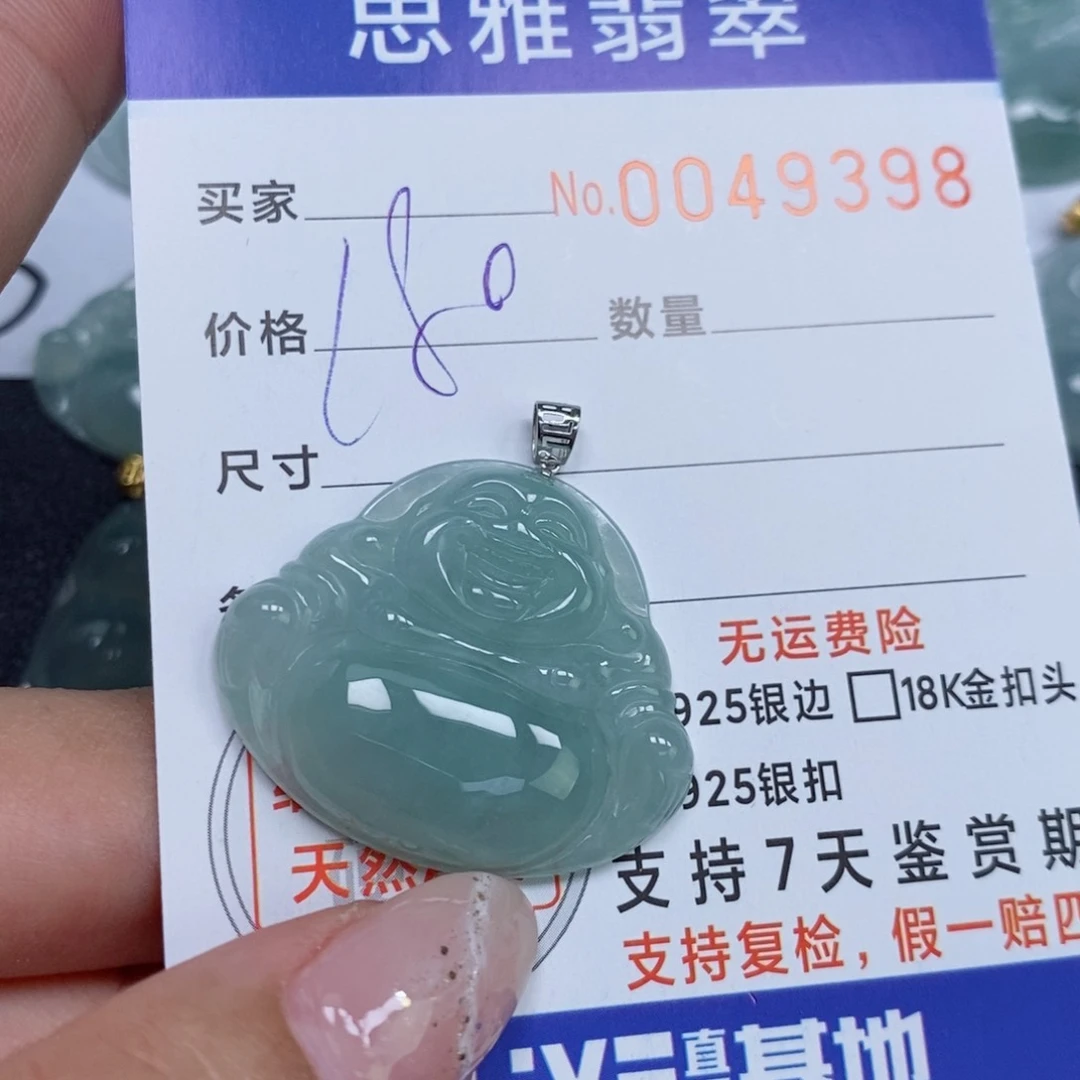 思雅翡翠
买家 No.0049398
价格 180 数量
尺寸
无运费险
925银边 □18K金扣头
925银扣
天然
支持7天鉴赏期
支持复检，假一赔四
基地